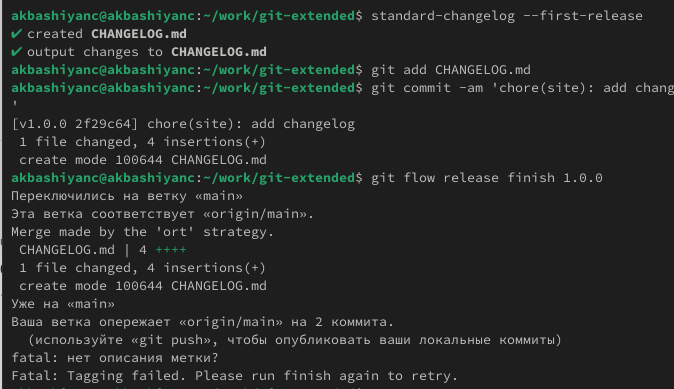 akbashiyanc@akbashiyanc:~/work/git-extended$ standard-changelog --first-release
✔ created CHANGELOG.md
✔ output changes to CHANGELOG.md
akbashiyanc@akbashiyanc:~/work/git-extended$ git add CHANGELOG.md
akbashiyanc@akbashiyanc:~/work/git-extended$ git commit -am 'chore(site): add chang
'
[v1.0.0 2f29c64] chore(site): add changelog
1 file changed, 4 insertions(+)
create mode 100644 CHANGELOG.md
akbashiyanc@akbashiyanc:~/work/git-extended$ git flow release finish 1.0.0
Переключились на ветку «main»
Эта ветка соответствует «origin/main».
Merge made by the 'ort' strategy.
CHANGELOG.md | 4 ++++
1 file changed, 4 insertions(+)
create mode 100644 CHANGELOG.md
Уже на «main»
Ваша ветка опережает «origin/main» на 2 коммита.
(используйте «git push», чтобы опубликовать ваши локальные коммиты)
fatal: нет описания метки?
Fatal: Tagging failed. Please run finish again to retry.